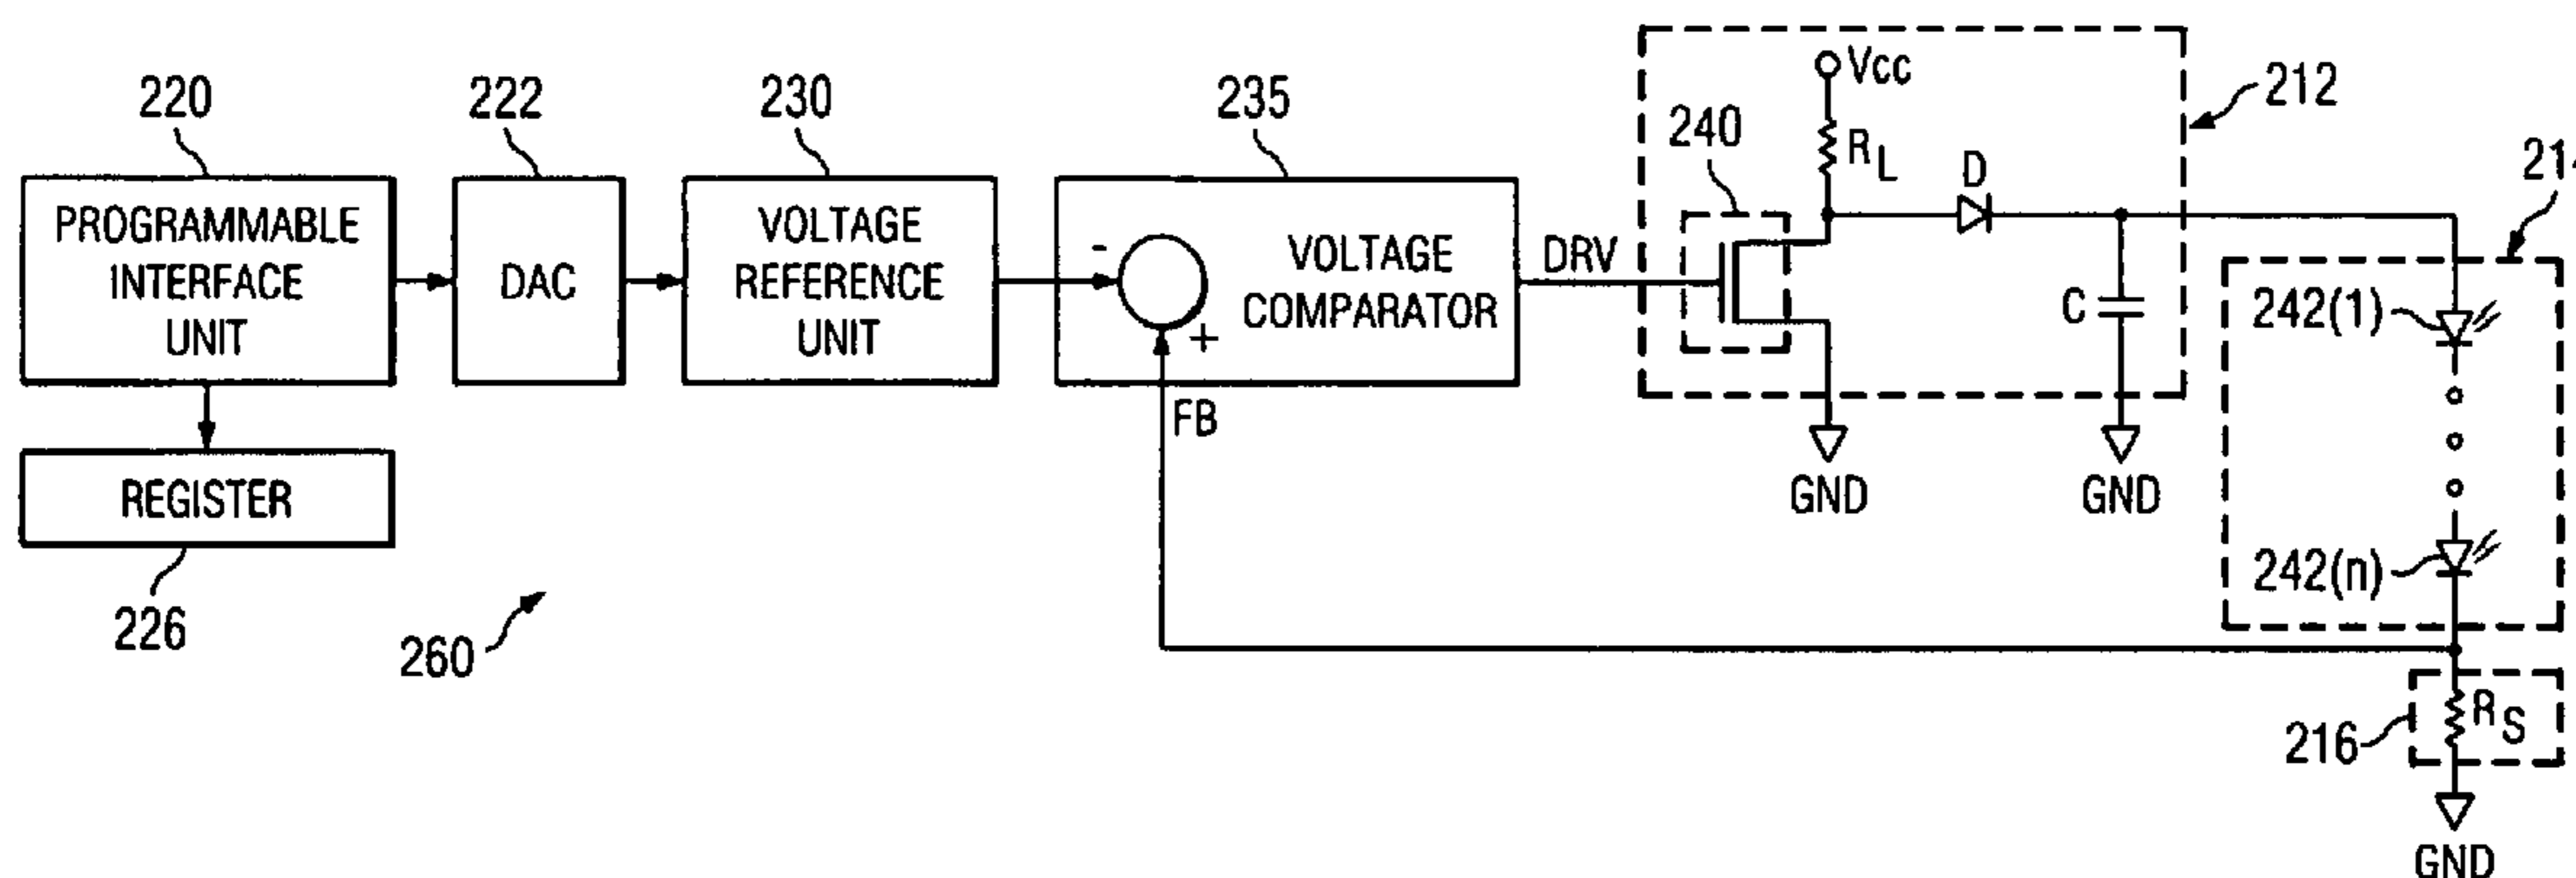 220
222
230
235
240
Vcc
212
214
PROGRAMMABLE
INTERFACE
UNIT
DAC
VOLTAGE
REFERENCE
UNIT
-
+
VOLTAGE
COMPARATOR
DRV
RL
D
C
GND
GND
242(1)
242(n)
FB
REGISTER
226
260
216
RS
GND